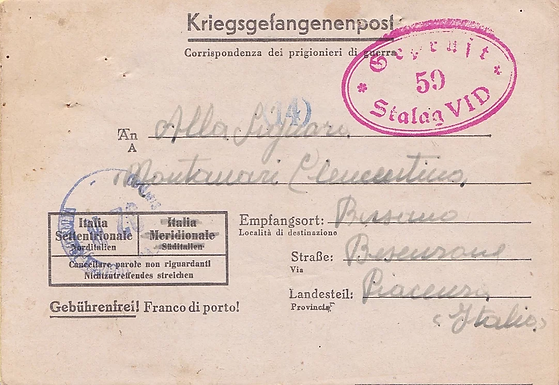 Kriegsgefangenenpost
Corrispondenza dei prigionieri di guerra
Geprüft
59
Stalag VID
14)
An Alla Signora
A
Montanari Clementina
Italia
Settentrionale
Norditalien
Italia
Meridionale
Süditalien
Cancellare parole non riguardanti
Nichtzutreffendes streichen
Empfangsort:
Località di destinazione
Straße: Besenzone
Via
Landesteil: Piacenza
Provincia
(Italia)
Gebührenfrei! Franco di porto!